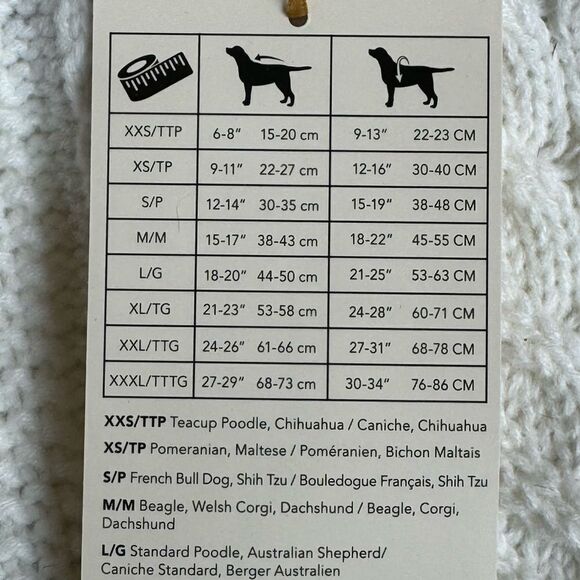 XXS/TTP 6-8" 15-20 cm 9-13" 22-23 CM
XS/TP 9-11" 22-27 cm 12-16" 30-40 CM
S/P 12-14" 30-35 cm 15-19" 38-48 CM
M/M 15-17" 38-43 cm 18-22" 45-55 CM
L/G 18-20" 44-50 cm 21-25" 53-63 CM
XL/TG 21-23" 53-58 cm 24-28" 60-71 CM
XXL/TTG 24-26" 61-66 cm 27-31" 68-78 CM
XXXL/TTTG 27-29" 68-73 cm 30-34" 76-86 CM
XXS/TTP Teacup Poodle, Chihuahua / Caniche, Chihuahua
XS/TP Pomeranian, Maltese / Poméranien, Bichon Maltais
S/P French Bull Dog, Shih Tzu / Bouledogue Français, Shih Tzu
M/M Beagle, Welsh Corgi, Dachshund / Beagle, Corgi,
Dachshund
L/G Standard Poodle, Australian Shepherd/
Caniche Standard, Berger Australien